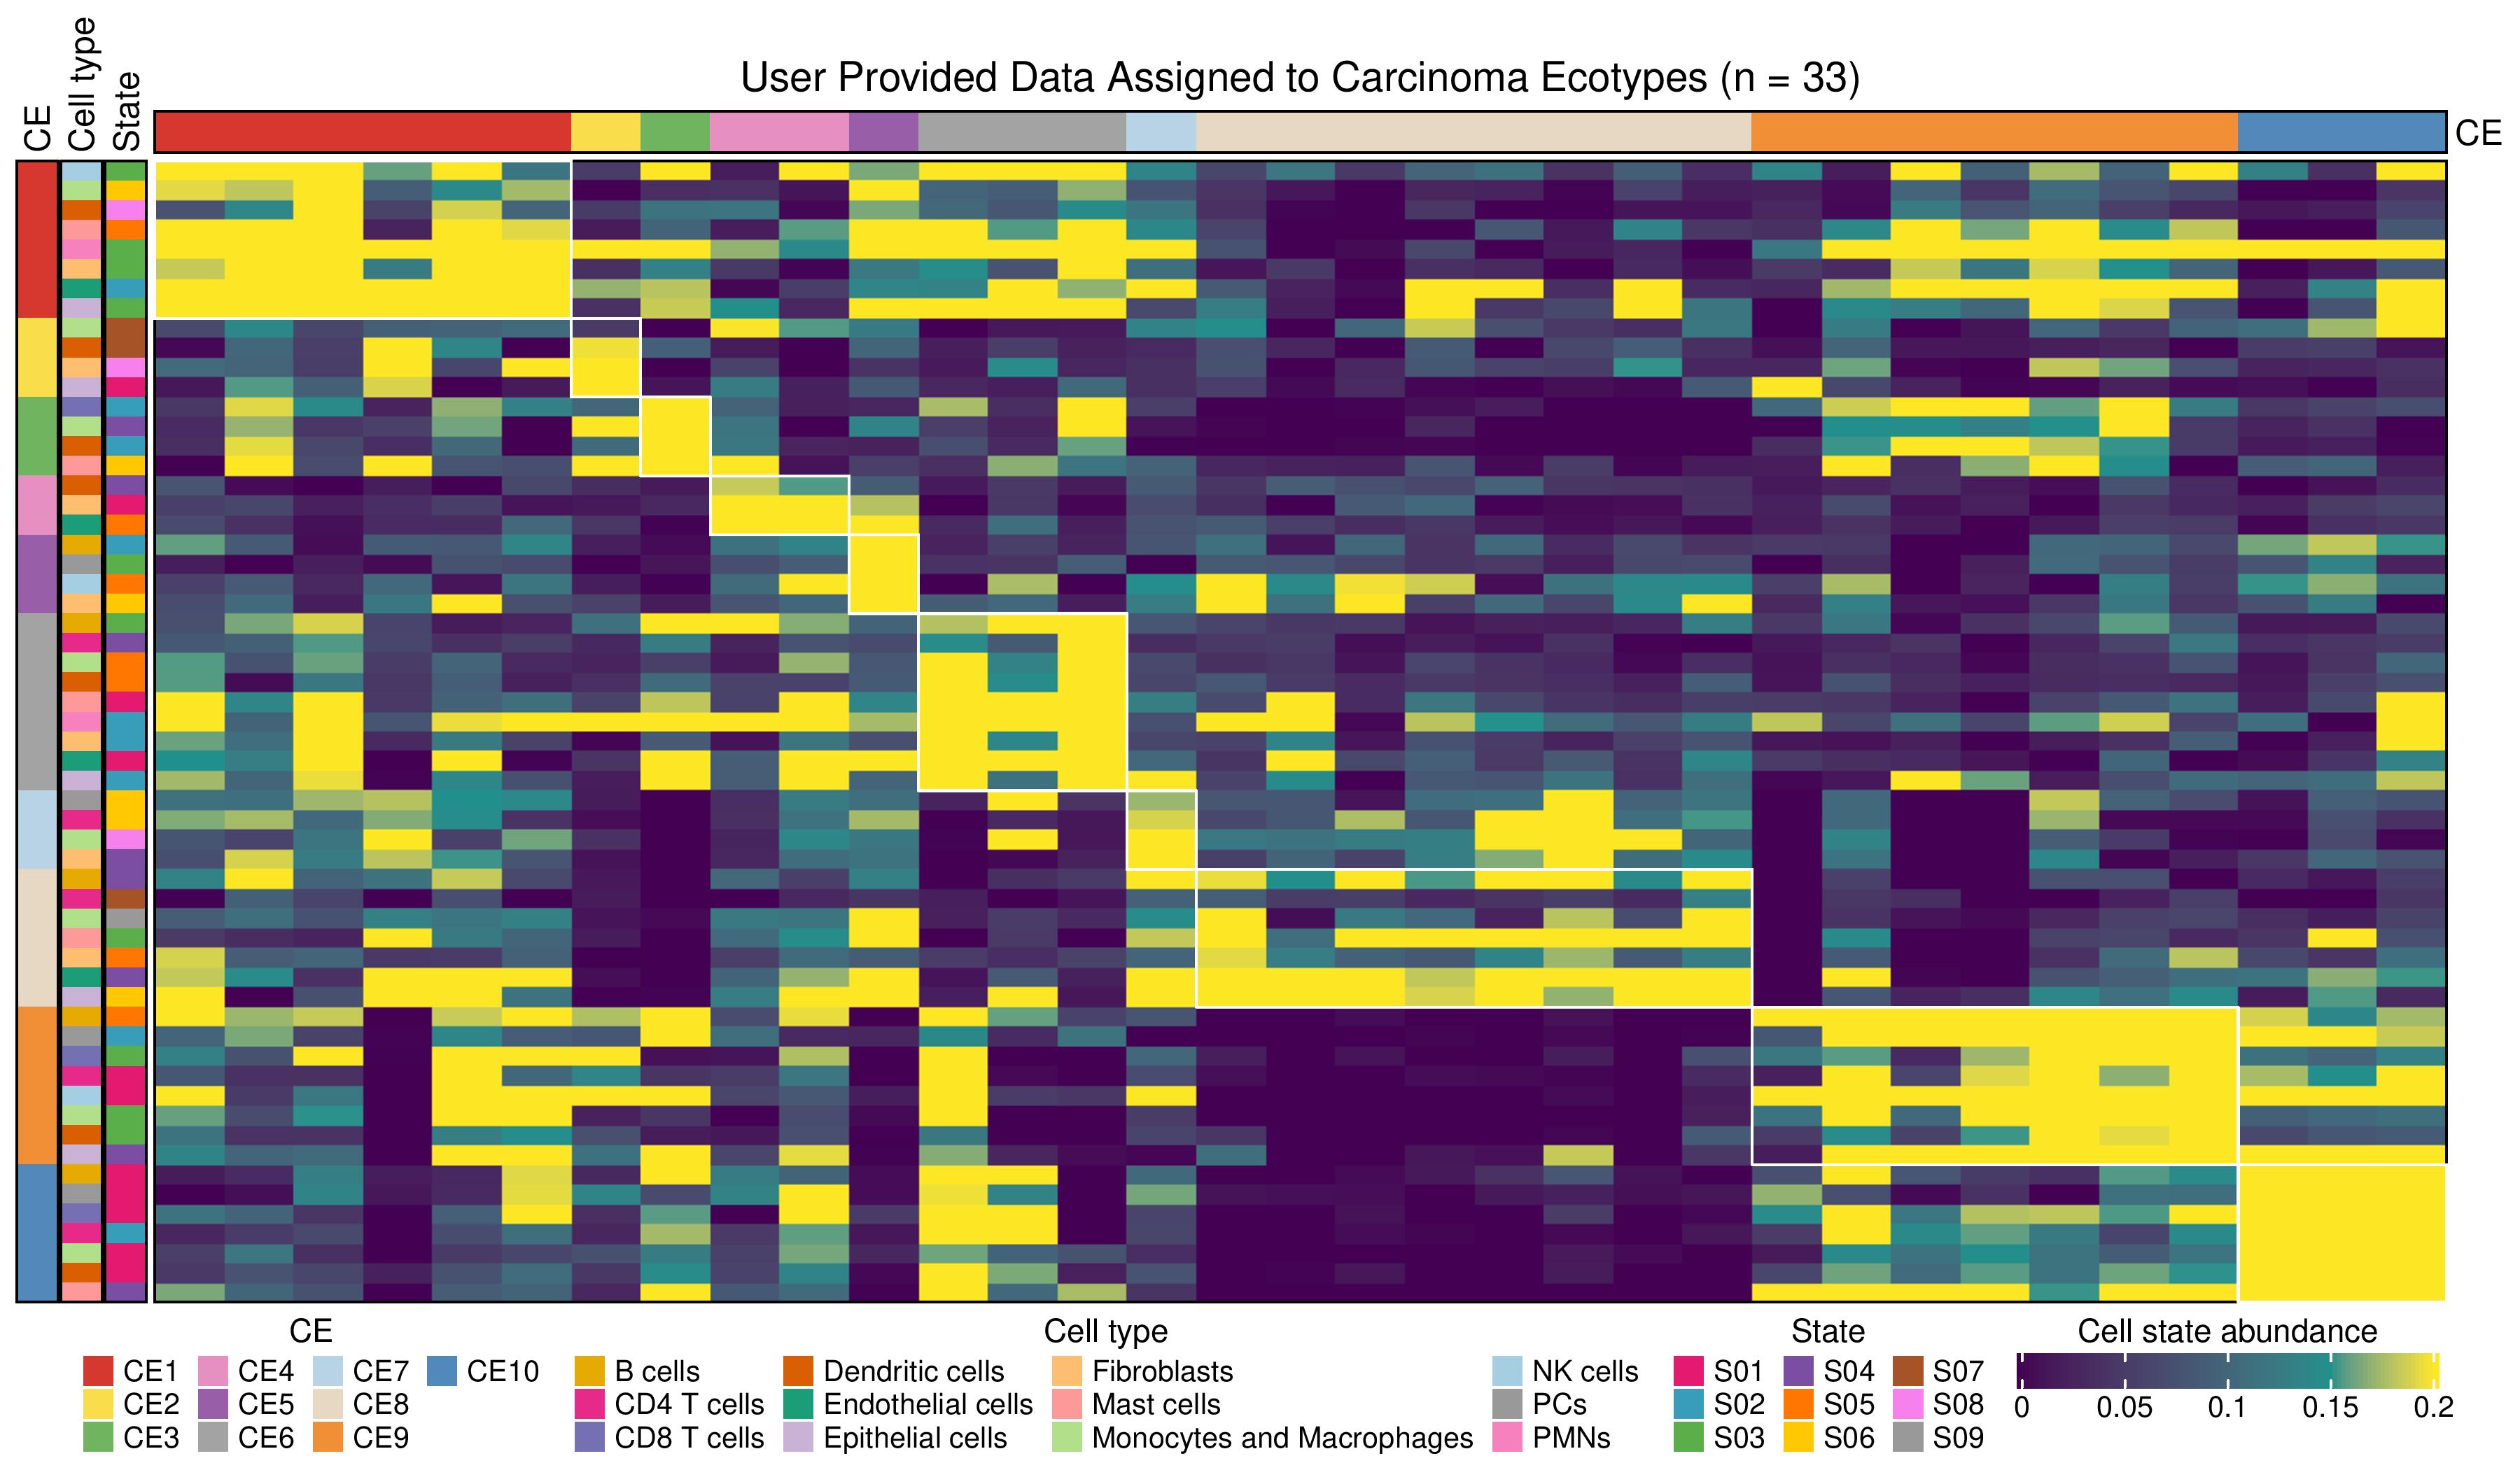 User Provided Data Assigned to Carcinoma Ecotypes (n = 33)
CE
Cell type
State
CE
CE
Cell type
State
Cell state abundance
CE1
CE4
CE7
CE10
B cells
Dendritic cells
Fibroblasts
NK cells
S01
S04
S07
CE2
CE5
CE8
CD4 T cells
Endothelial cells
Mast cells
PCs
S02
S05
S08
0
0.05
0.1
0.15
0.2
CE3
CE6
CE9
CD8 T cells
Epithelial cells
Monocytes and Macrophages
PMNs
S03
S06
S09